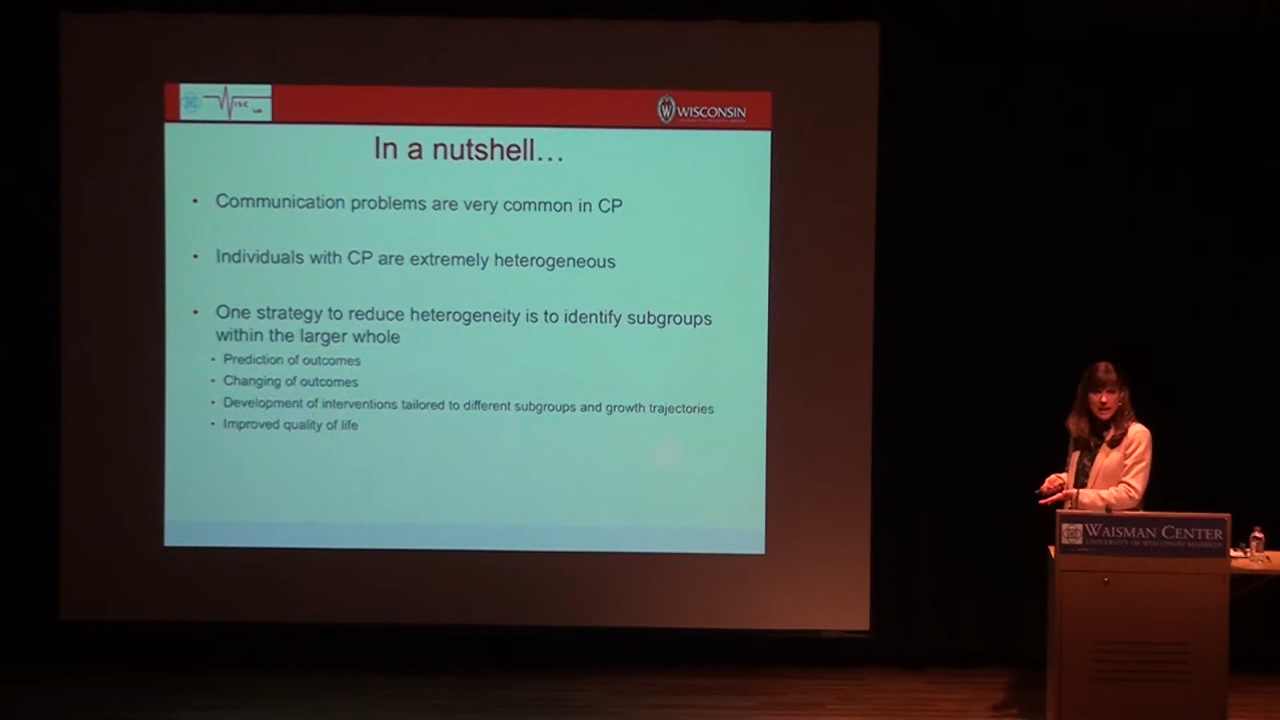 WISC
Lab
WISCONSIN
In a nutshell…
• Communication problems are very common in CP
• Individuals with CP are extremely heterogeneous
• One strategy to reduce heterogeneity is to identify subgroups
within the larger whole
• Prediction of outcomes
• Changing of outcomes
• Development of interventions tailored to different subgroups and growth trajectories
• Improved quality of life
WAISMAN CENTER
UNIVERSITY OF WISCONSIN MADISON